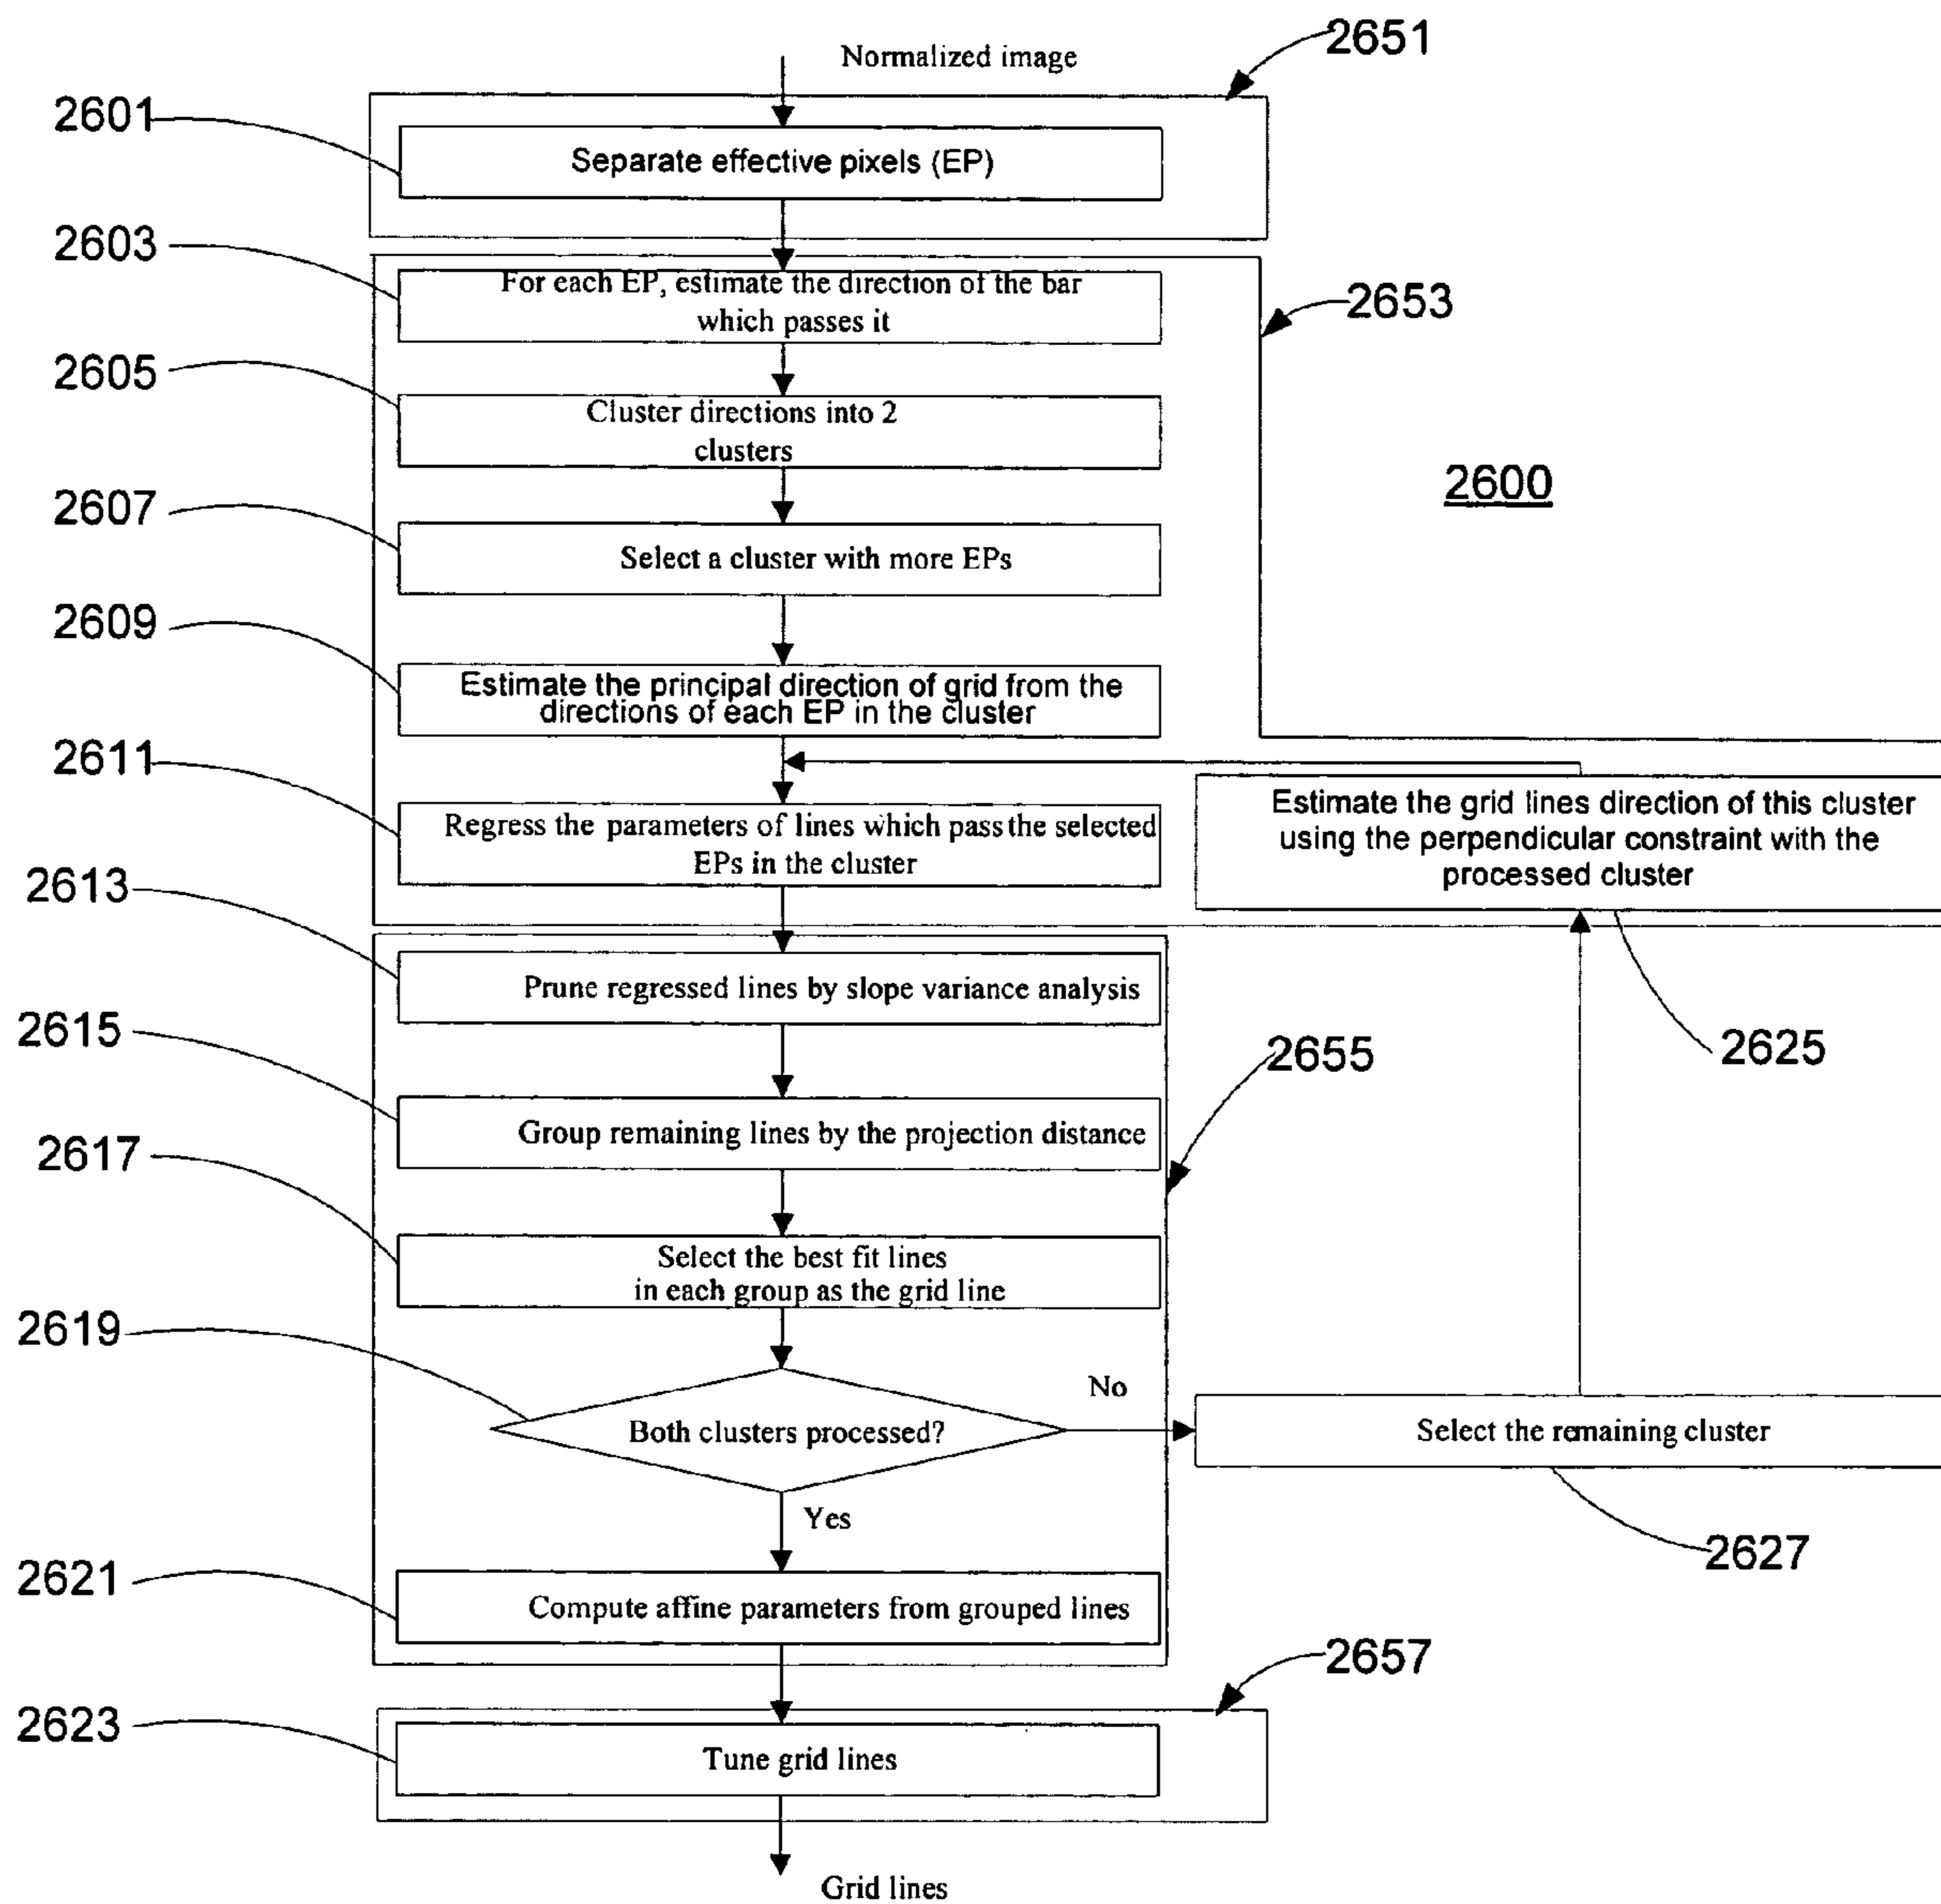 Normalized image
2651
2601
Separate effective pixels (EP)
2603
For each EP, estimate the direction of the bar
which passes it
2653
2605
Cluster directions into 2
clusters
2600
2607
Select a cluster with more EPs
2609
Estimate the principal direction of grid from the
directions of each EP in the cluster
2611
Regress the parameters of lines which pass the selected
EPs in the cluster
Estimate the grid lines direction of this cluster
using the perpendicular constraint with the
processed cluster
2613
Prune regressed lines by slope variance analysis
2615
2655
2625
Group remaining lines by the projection distance
2617
Select the best fit lines
in each group as the grid line
2619
No
Both clusters processed?
Select the remaining cluster
Yes
2627
2621
Compute affine parameters from grouped lines
2657
2623
Tune grid lines
Grid lines